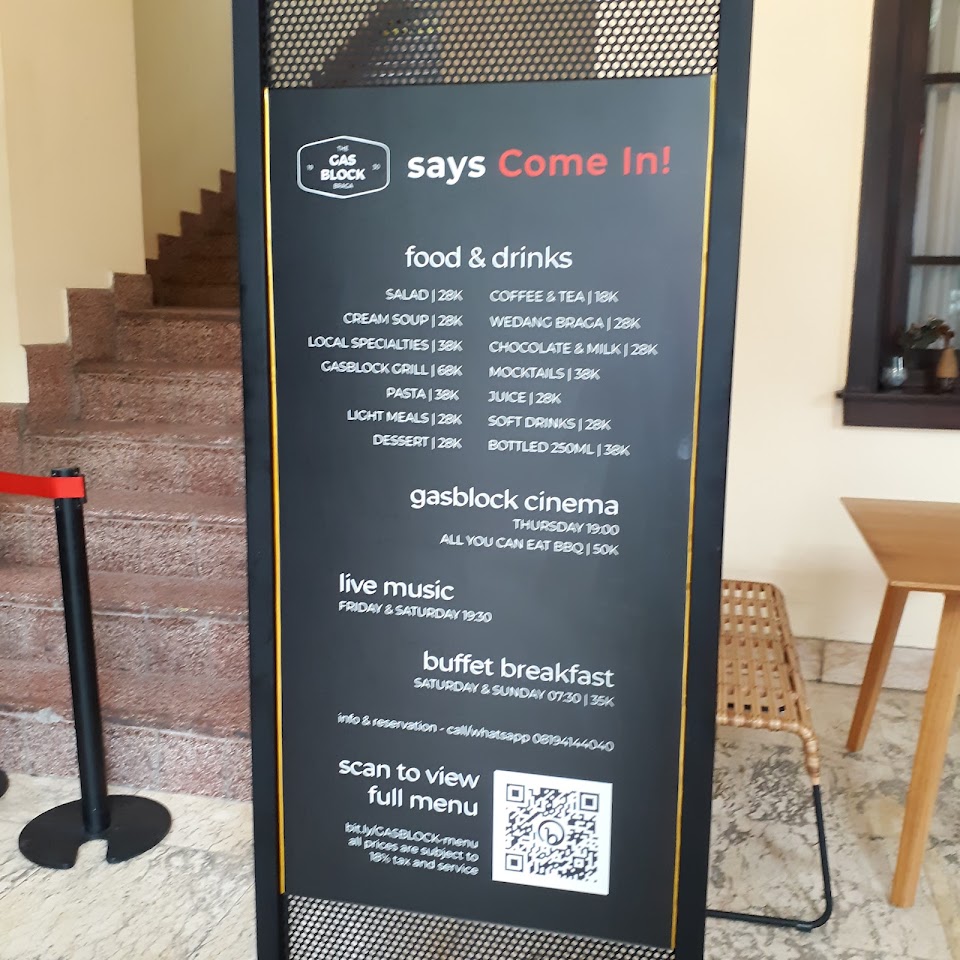 THE
GAS
BLOCK
BRAGA
says Come In!
food & drinks
SALAD | 28K
CREAM SOUP | 28K
LOCAL SPECIALTIES | 38K
GASBLOCK GRILL | 68K
PASTA | 38K
LIGHT MEALS | 28K
DESSERT | 28K
COFFEE & TEA | 18K
WEDANG BRAGA | 28K
CHOCOLATE & MILK | 28K
MOCKTAILS | 38K
JUICE | 28K
SOFT DRINKS | 28K
BOTTLED 250ML | 38K
gasblock cinema
THURSDAY 19:00
ALL YOU CAN EAT BBQ | 50K
live music
FRIDAY & SATURDAY 19:30
buffet breakfast
SATURDAY & SUNDAY 07:30 | 35K
info & reservation - call/whatsapp 08194144040
scan to view
full menu
bit.ly/GASBLOCK-menu
all prices are subject to
18% tax and service